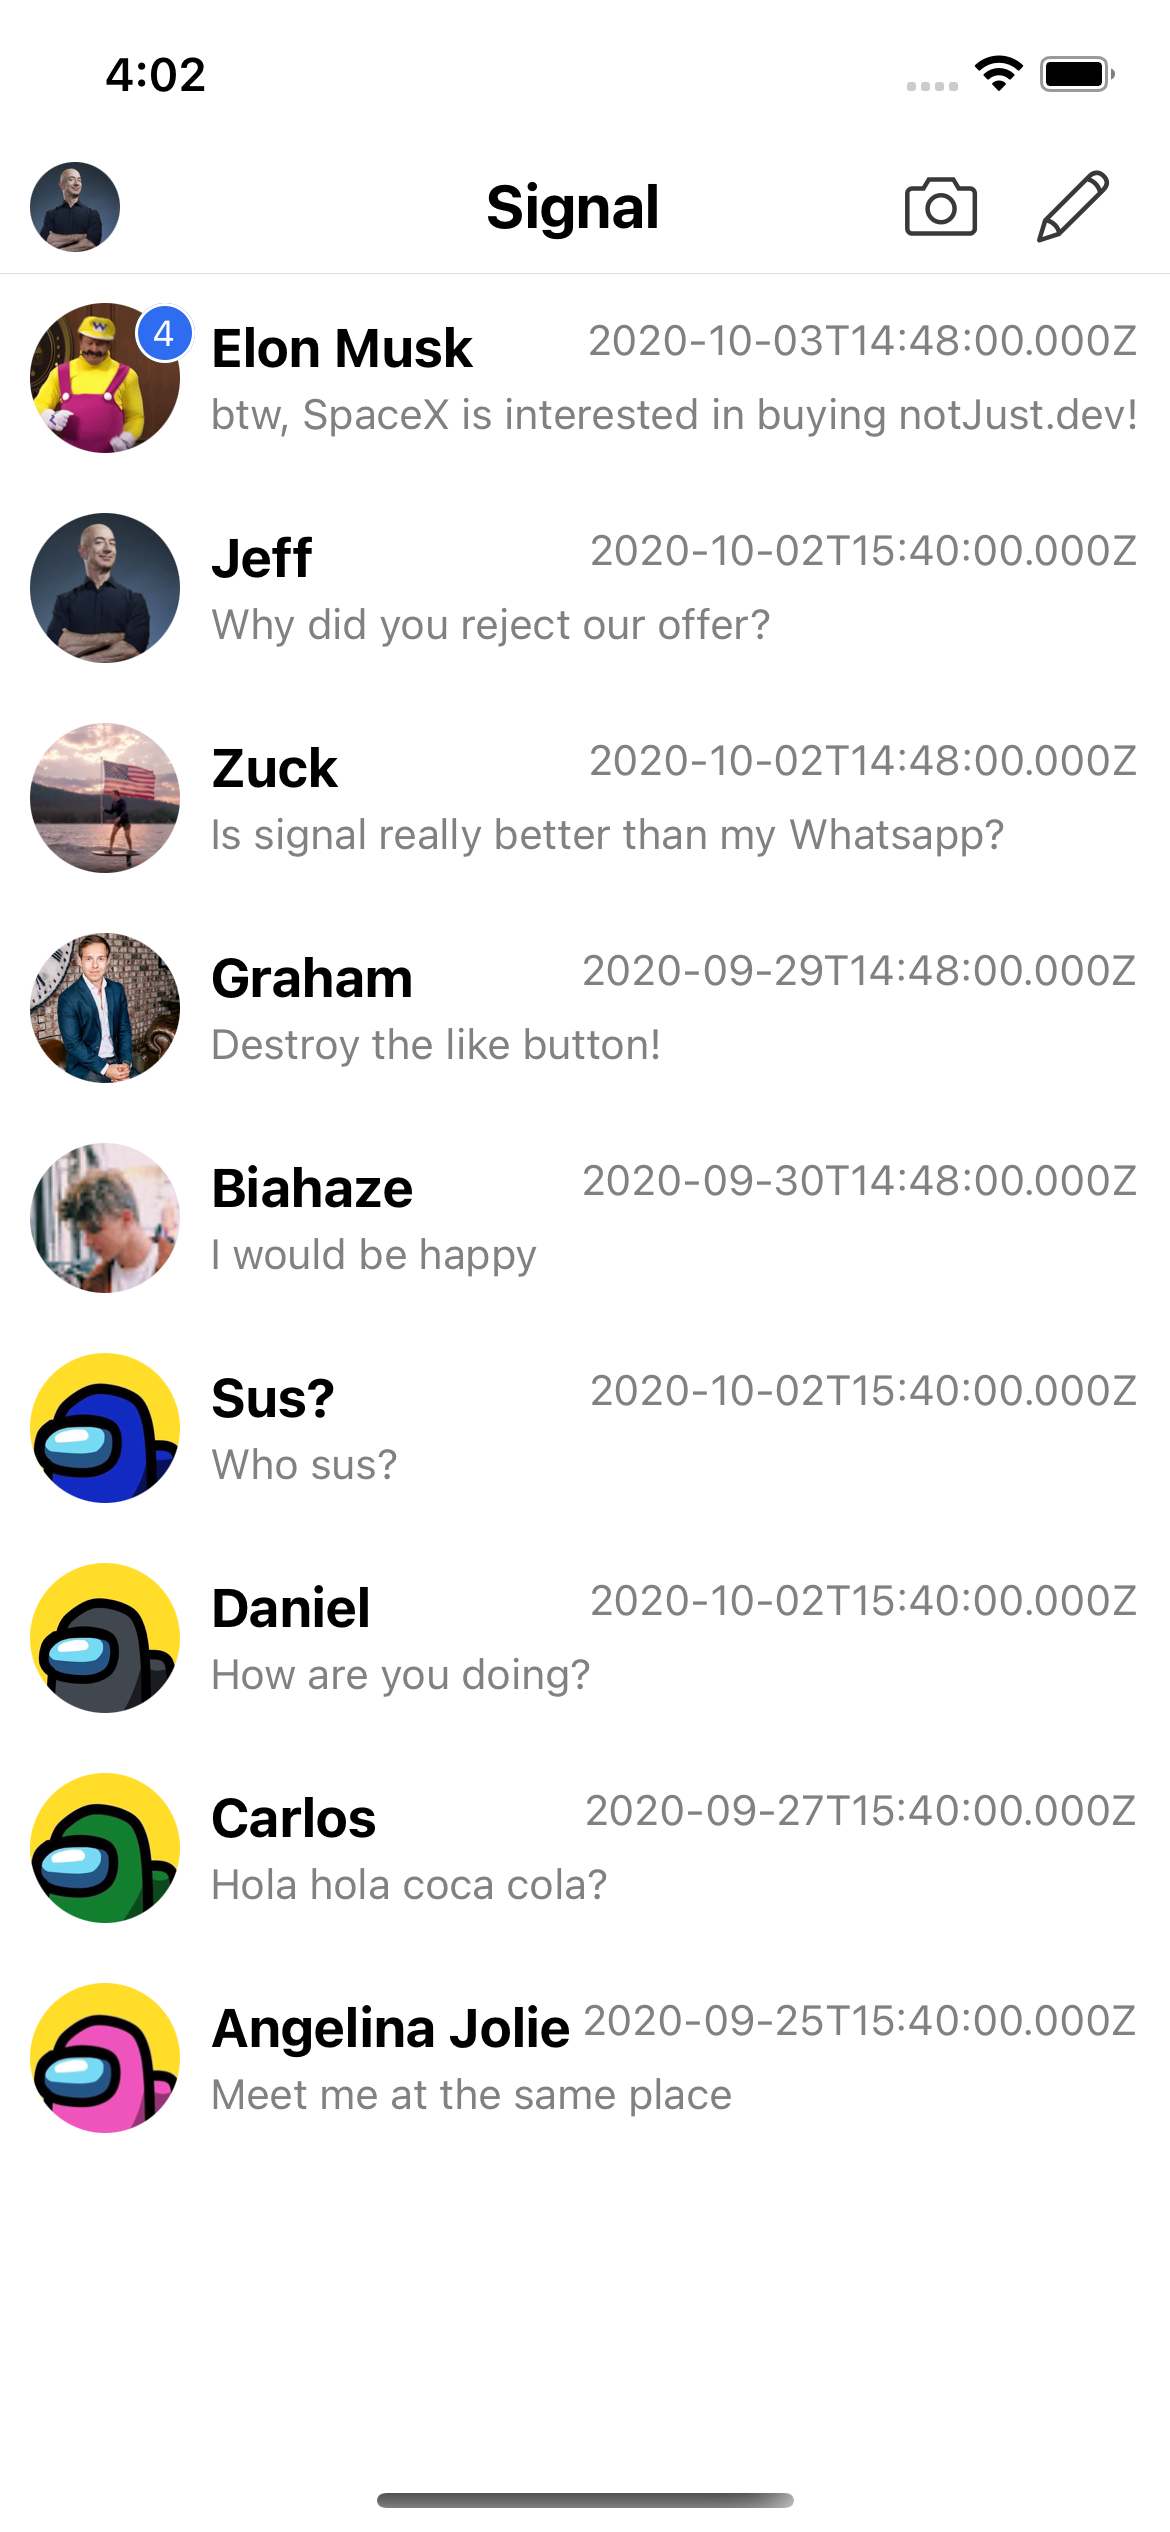 4:02
Signal
4
Elon Musk 2020-10-03T14:48:00.000Z
btw, SpaceX is interested in buying notJust.dev!
Jeff 2020-10-02T15:40:00.000Z
Why did you reject our offer?
Zuck 2020-10-02T14:48:00.000Z
Is signal really better than my Whatsapp?
Graham 2020-09-29T14:48:00.000Z
Destroy the like button!
Biahaze 2020-09-30T14:48:00.000Z
I would be happy
Sus? 2020-10-02T15:40:00.000Z
Who sus?
Daniel 2020-10-02T15:40:00.000Z
How are you doing?
Carlos 2020-09-27T15:40:00.000Z
Hola hola coca cola?
Angelina Jolie 2020-09-25T15:40:00.000Z
Meet me at the same place